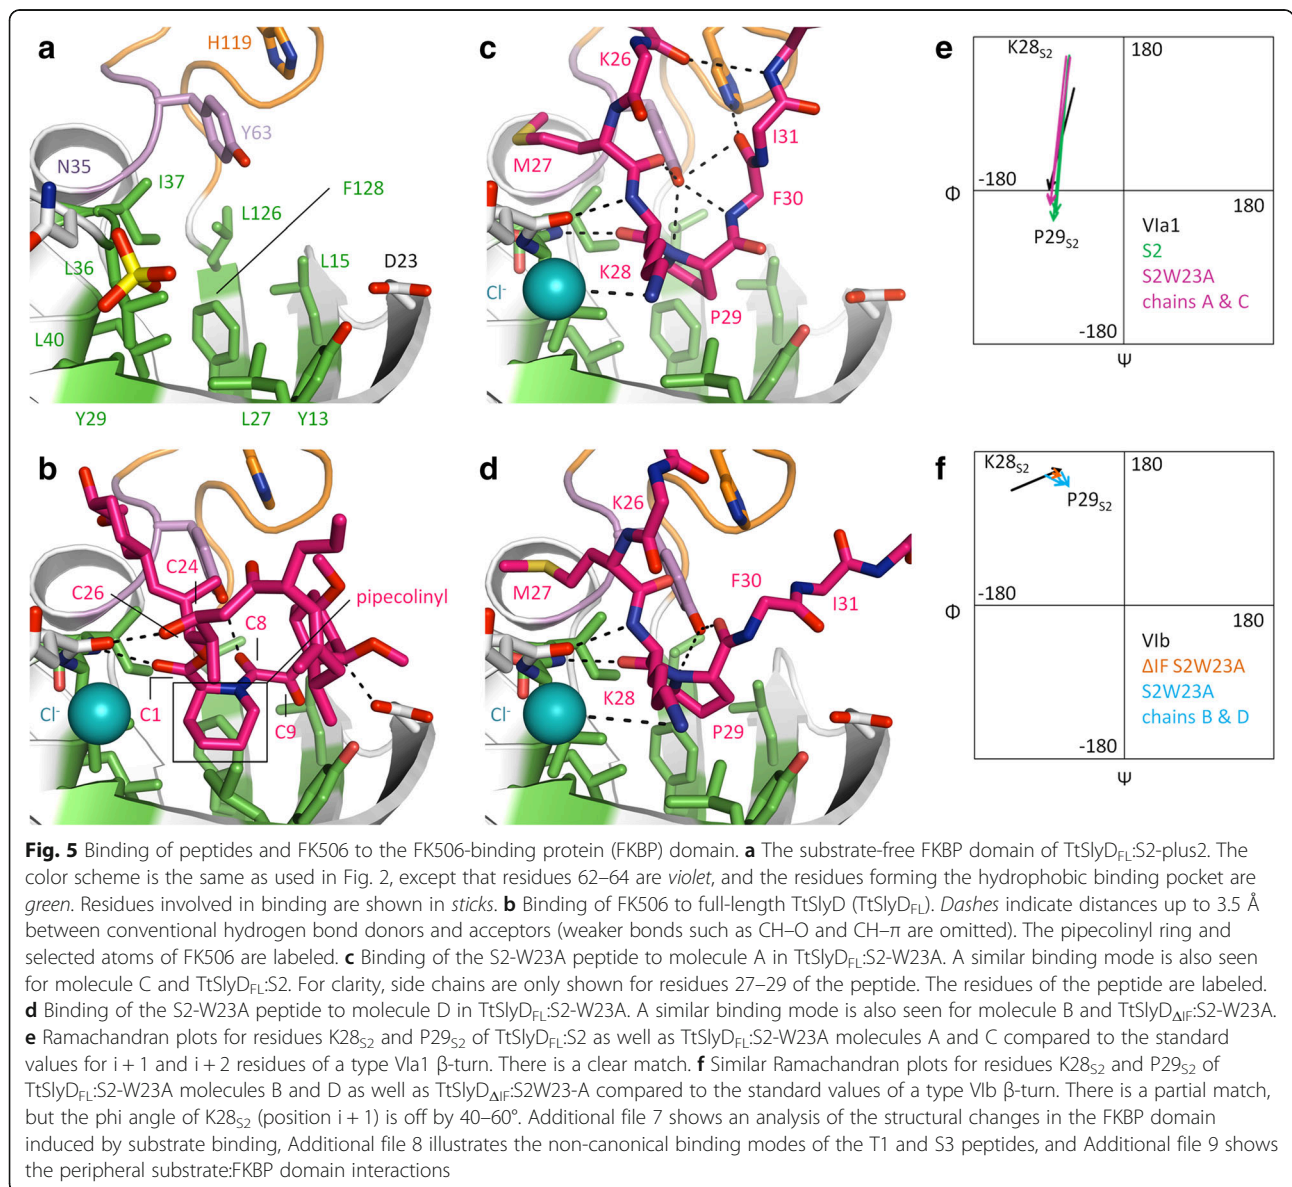 a
H119
Y63
N35
I37
F128
L126
L36
L15
D23
L40
Y29
L27
Y13
c
K26
I31
M27
F30
K28
Cl-
P29
e
K28S2
180
-180
Φ
180
P29S2
VIa1
S2
S2W23A
chains A & C
-180
Ψ
b
C24
C26
pipecolinyl
C8
Cl-
C1
C9
d
K26
F30
M27
I31
K28
Cl-
P29
f
K28S2
180
P29S2
-180
180
Φ
VIb
ΔIF S2W23A
S2W23A
chains B & D
-180
Ψ
Fig. 5 Binding of peptides and FK506 to the FK506-binding protein (FKBP) domain. a The substrate-free FKBP domain of TtSlyDFL:S2-plus2. The
color scheme is the same as used in Fig. 2, except that residues 62–64 are violet, and the residues forming the hydrophobic binding pocket are
green. Residues involved in binding are shown in sticks. b Binding of FK506 to full-length TtSlyD (TtSlyDFL). Dashes indicate distances up to 3.5 Å
between conventional hydrogen bond donors and acceptors (weaker bonds such as CH–O and CH–π are omitted). The pipecolinyl ring and
selected atoms of FK506 are labeled. c Binding of the S2-W23A peptide to molecule A in TtSlyDFL:S2-W23A. A similar binding mode is also seen
for molecule C and TtSlyDFL:S2. For clarity, side chains are only shown for residues 27–29 of the peptide. The residues of the peptide are labeled.
d Binding of the S2-W23A peptide to molecule D in TtSlyDFL:S2-W23A. A similar binding mode is also seen for molecule B and TtSlyDΔIF:S2-W23A.
e Ramachandran plots for residues K28S2 and P29S2 of TtSlyDFL:S2 as well as TtSlyDFL:S2-W23A molecules A and C compared to the standard
values for i + 1 and i + 2 residues of a type VIa1 β-turn. There is a clear match. f Similar Ramachandran plots for residues K28S2 and P29S2 of
TtSlyDFL:S2-W23A molecules B and D as well as TtSlyDΔIF:S2W23-A compared to the standard values of a type VIb β-turn. There is a partial match,
but the phi angle of K28S2 (position i + 1) is off by 40–60°. Additional file 7 shows an analysis of the structural changes in the FKBP domain
induced by substrate binding, Additional file 8 illustrates the non-canonical binding modes of the T1 and S3 peptides, and Additional file 9 shows
the peripheral substrate:FKBP domain interactions